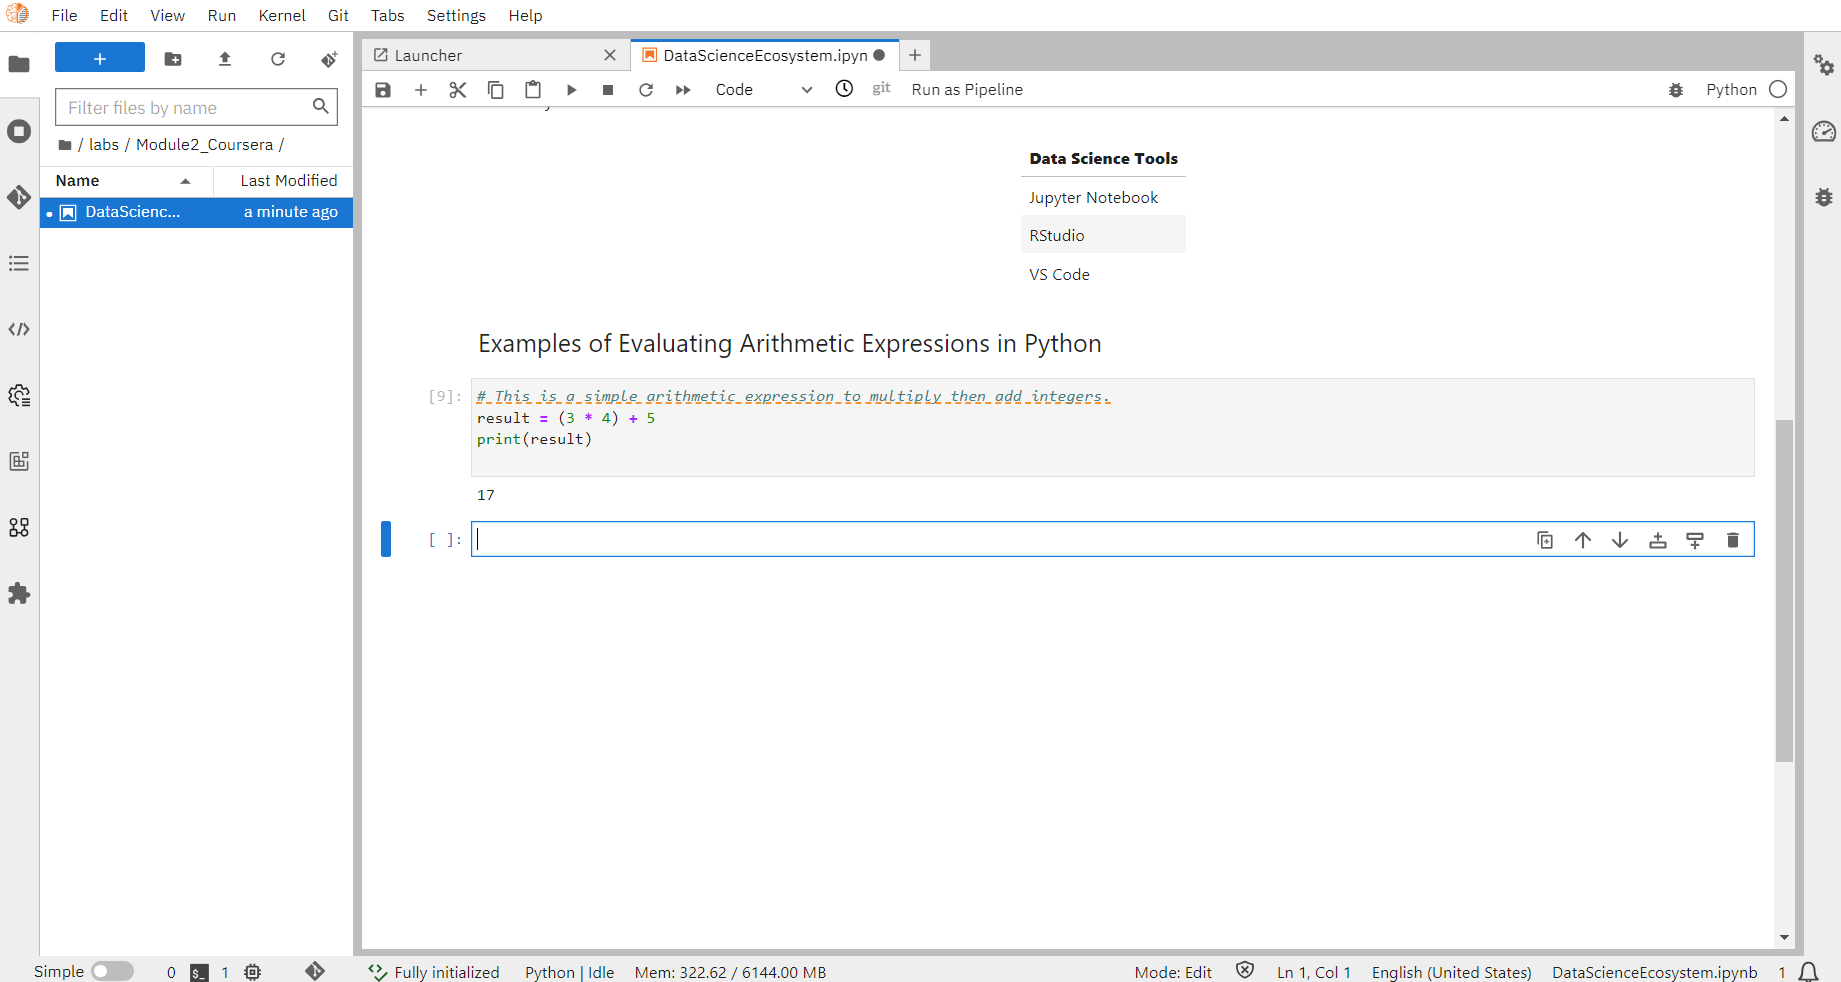 File Edit View Run Kernel Git Tabs Settings Help
Filter files by name
/ labs / Module2_Coursera /
Name Last Modified
DataScienc... a minute ago
Launcher
DataScienceEcosystem.ipyn
Code git Run as Pipeline Python
Data Science Tools
Jupyter Notebook
RStudio
VS Code
Examples of Evaluating Arithmetic Expressions in Python
[9]: # This is a simple arithmetic expression to multiply then add integers.
result = (3 * 4) + 5
print(result)
17
[ ]:
Simple 0 $_ 1 Fully initialized Python | Idle Mem: 322.62 / 6144.00 MB Mode: Edit Ln 1, Col 1 English (United States) DataScienceEcosystem.ipynb 1